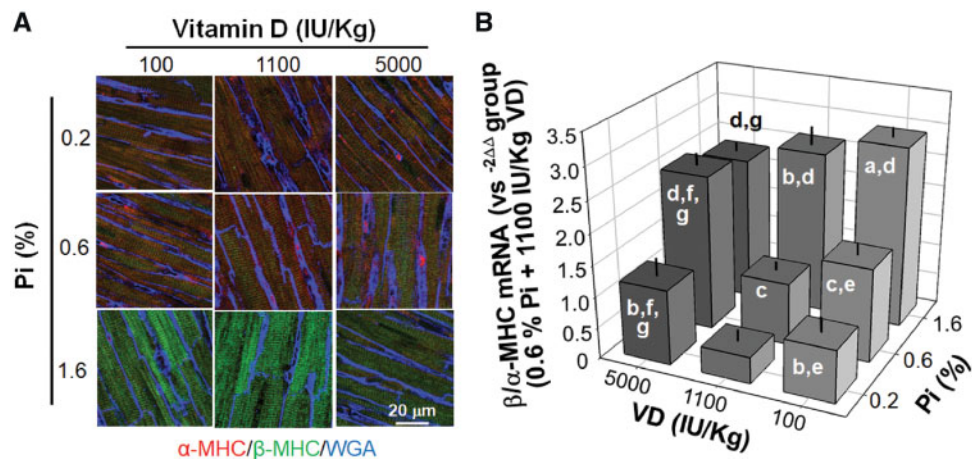 A
Vitamin D (IU/Kg)
100 1100 5000
Pi (%)
0.2
0.6
1.6
20 μm
α-MHC/β-MHC/WGA
B
β/α-MHC mRNA (vs -2ΔΔ group
(0.6 % Pi + 1100 IU/Kg VD)
3.5
3.0
2.5
2.0
1.5
1.0
0.5
0
d,g
b,d
a,d
d,f,
g
c
c,e
b,f,
g
b,e
5000
1100
100
VD (IU/Kg)
0.2
0.6
1.6
Pi (%)